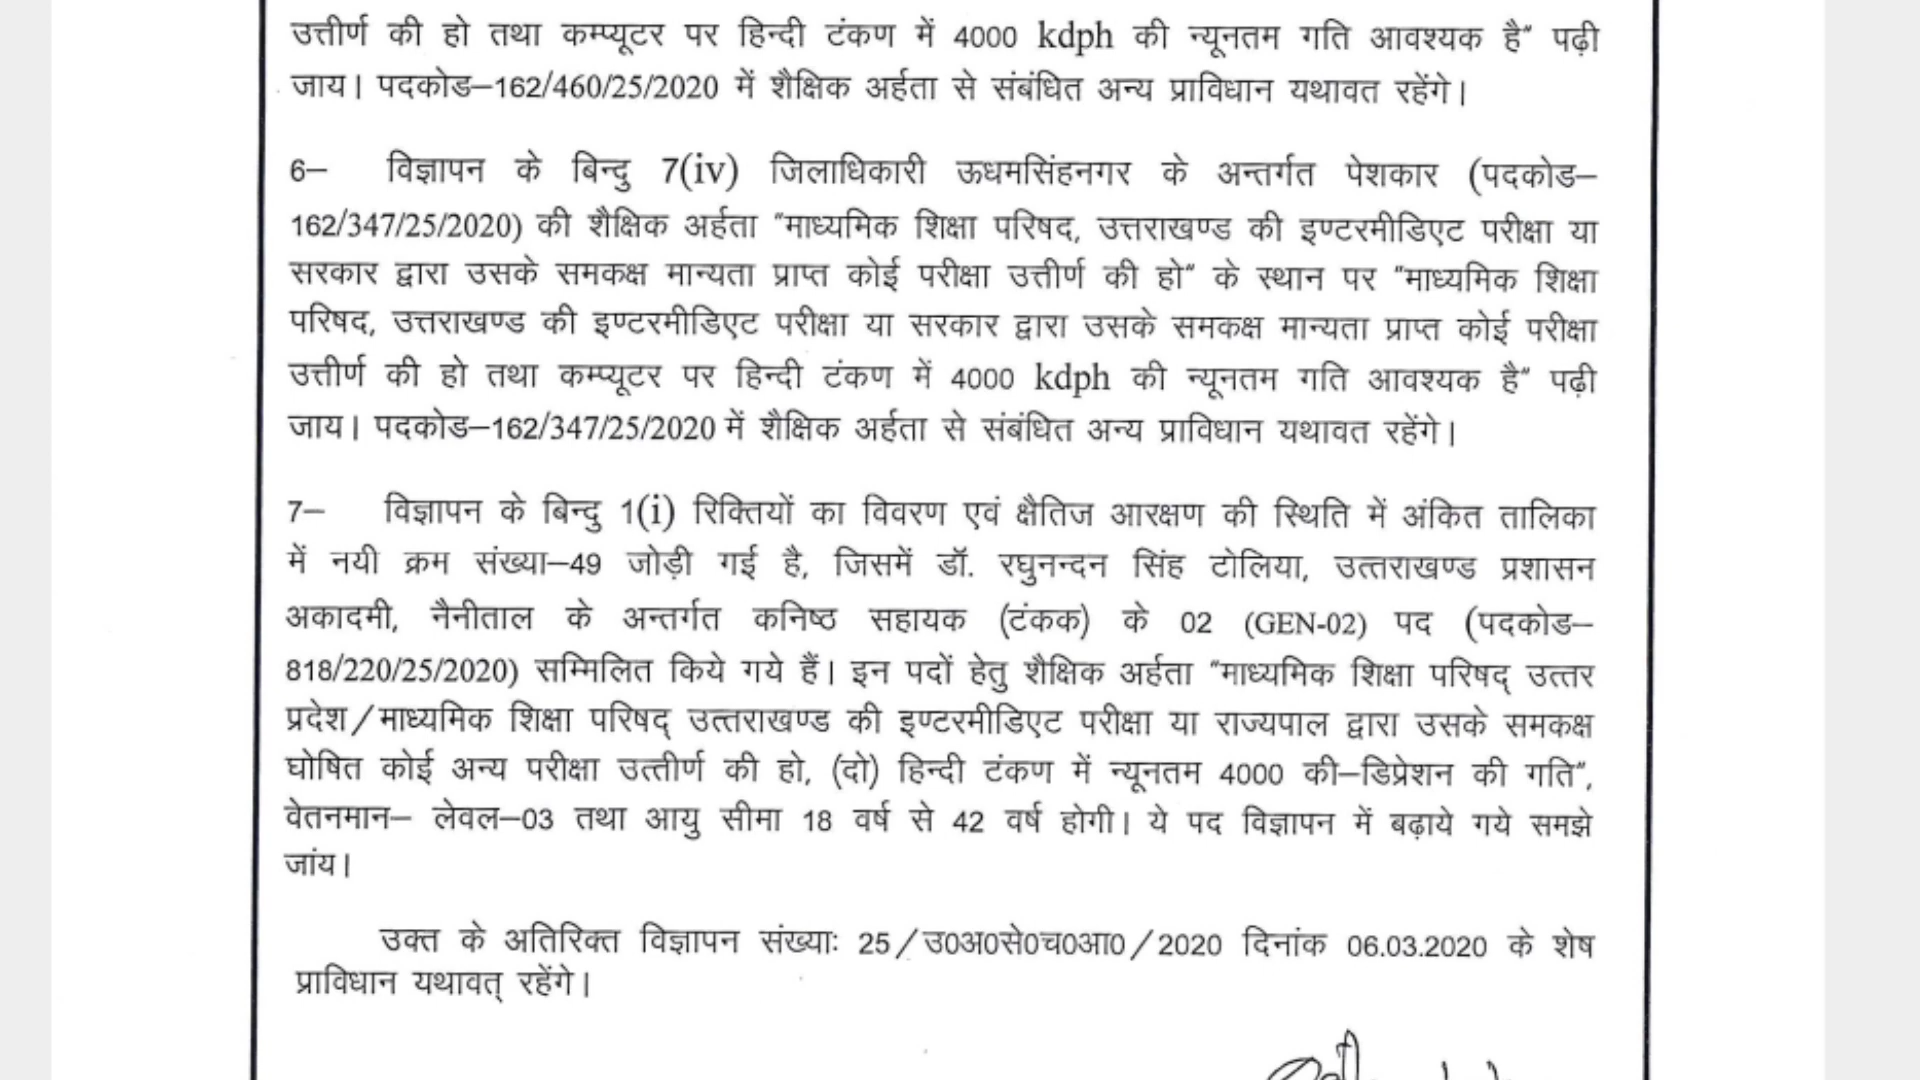 उत्तीर्ण की हो तथा कम्प्यूटर पर हिन्दी टंकण में 4000 kdph की न्यूनतम गति आवश्यक है" पढ़ी
जाय। पदकोड–162/460/25/2020 में शैक्षिक अर्हता से संबंधित अन्य प्राविधान यथावत रहेंगे।
6– विज्ञापन के बिन्दु 7(iv) जिलाधिकारी ऊधमसिंहनगर के अन्तर्गत पेशकार (पदकोड–
162/347/25/2020) की शैक्षिक अर्हता "माध्यमिक शिक्षा परिषद, उत्तराखण्ड की इण्टरमीडिएट परीक्षा या
सरकार द्वारा उसके समकक्ष मान्यता प्राप्त कोई परीक्षा उत्तीर्ण की हो" के स्थान पर "माध्यमिक शिक्षा
परिषद, उत्तराखण्ड की इण्टरमीडिएट परीक्षा या सरकार द्वारा उसके समकक्ष मान्यता प्राप्त कोई परीक्षा
उत्तीर्ण की हो तथा कम्प्यूटर पर हिन्दी टंकण में 4000 kdph की न्यूनतम गति आवश्यक है" पढ़ी
जाय। पदकोड–162/347/25/2020 में शैक्षिक अर्हता से संबंधित अन्य प्राविधान यथावत रहेंगे।
7– विज्ञापन के बिन्दु 1(i) रिक्तियों का विवरण एवं क्षैतिज आरक्षण की स्थिति में अंकित तालिका
में नयी क्रम संख्या–49 जोड़ी गई है, जिसमें डॉ. रघुनन्दन सिंह टोलिया, उत्तराखण्ड प्रशासन
अकादमी, नैनीताल के अन्तर्गत कनिष्ठ सहायक (टंकक) के 02 (GEN-02) पद (पदकोड–
818/220/25/2020) सम्मिलित किये गये हैं। इन पदों हेतु शैक्षिक अर्हता "माध्यमिक शिक्षा परिषद् उत्तर
प्रदेश/माध्यमिक शिक्षा परिषद् उत्तराखण्ड की इण्टरमीडिएट परीक्षा या राज्यपाल द्वारा उसके समकक्ष
घोषित कोई अन्य परीक्षा उत्तीर्ण की हो, (दो) हिन्दी टंकण में न्यूनतम 4000 की–डिप्रेशन की गति",
वेतनमान– लेवल–03 तथा आयु सीमा 18 वर्ष से 42 वर्ष होगी। ये पद विज्ञापन में बढ़ाये गये समझे
जांय।
उक्त के अतिरिक्त विज्ञापन संख्याः 25/उ0अ0से0च0आ0/2020 दिनांक 06.03.2020 के शेष
प्राविधान यथावत् रहेंगे।